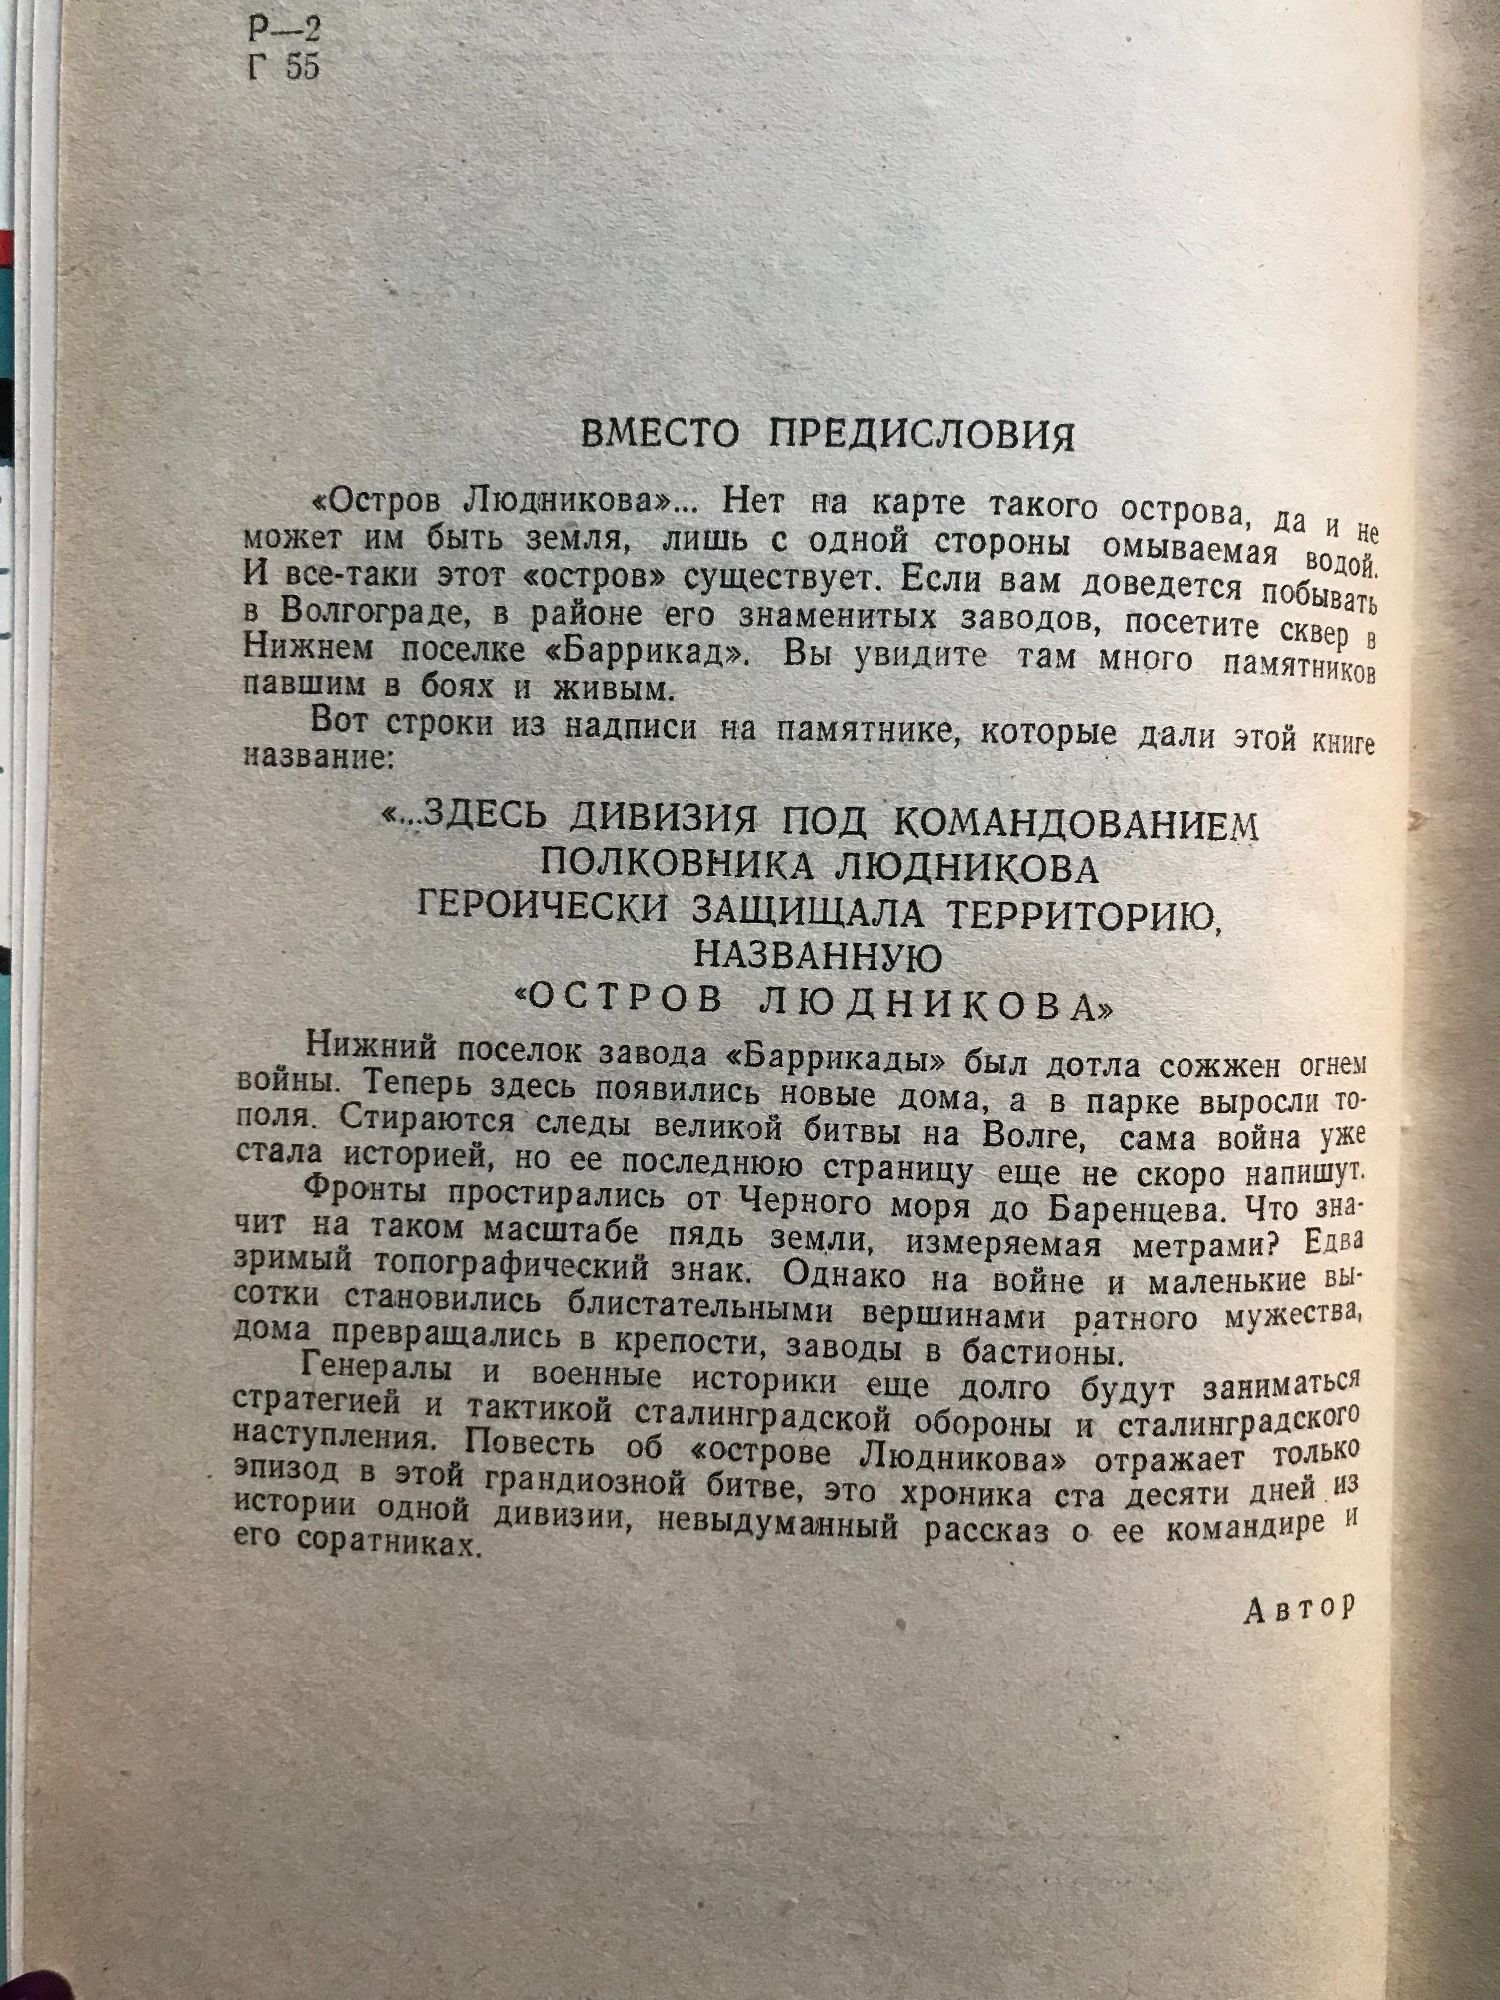 Р—2
Г 55
ВМЕСТО ПРЕДИСЛОВИЯ
«Остров Людникова»... Нет на карте такого острова, да и не
может им быть земля, лишь с одной стороны омываемая водой.
И все-таки этот «остров» существует. Если вам доведется побывать
в Волгограде, в районе его знаменитых заводов, посетите сквер в
Нижнем поселке «Баррикад». Вы увидите там много памятников
павшим в боях и живым.
Вот строки из надписи на памятнике, которые дали этой книге
название:
«...ЗДЕСЬ ДИВИЗИЯ ПОД КОМАНДОВАНИЕМ
ПОЛКОВНИКА ЛЮДНИКОВА
ГЕРОИЧЕСКИ ЗАЩИЩАЛА ТЕРРИТОРИЮ,
НАЗВАННУЮ
«ОСТРОВ ЛЮДНИКОВА»
Нижний поселок завода «Баррикады» был дотла сожжен огнем
войны. Теперь здесь появились новые дома, а в парке выросли то-
поля. Стираются следы великой битвы на Волге, сама война уже
стала историей, но ее последнюю страницу еще не скоро напишут.
Фронты простирались от Черного моря до Баренцева. Что зна-
чит на таком масштабе пядь земли, измеряемая метрами? Едва
зримый топографический знак. Однако на войне и маленькие вы-
сотки становились блистательными вершинами ратного мужества,
дома превращались в крепости, заводы в бастионы.
Генералы и военные историки еще долго будут заниматься
стратегией и тактикой сталинградской обороны и сталинградского
наступления. Повесть об «острове Людникова» отражает только
эпизод в этой грандиозной битве, это хроника ста десяти дней из
истории одной дивизии, невыдуманный рассказ о ее командире и
его соратниках.
Автор